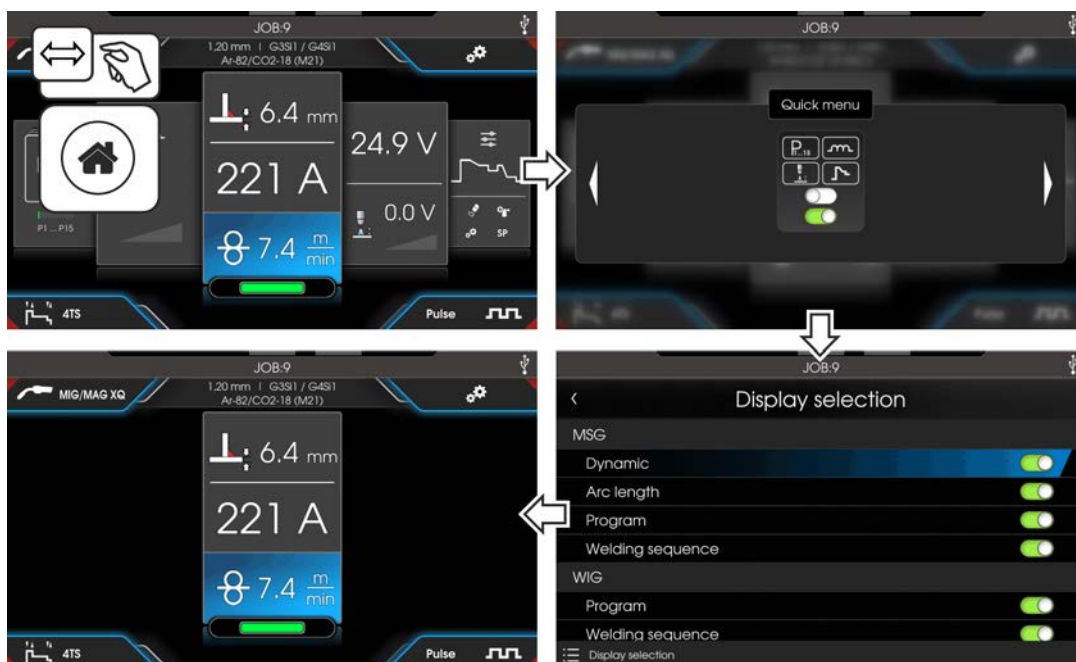 JOB:9
1,20 mm I G3SI1 / G4SI1
Ar-82/CO2-18 (M21)
6.4 mm
221 A
7.4 m/min
24.9 V
0.0 V
SP
P1 ... P15
4TS
Pulse
JOB:9
Quick menu
P1...15
JOB:9
MIG/MAG XQ
1,20 mm I G3SI1 / G4SI1
Ar-82/CO2-18 (M21)
6.4 mm
221 A
7.4 m/min
4TS
Pulse
JOB:9
Display selection
MSG
Dynamic
Arc length
Program
Welding sequence
WIG
Program
Welding sequence
Display selection